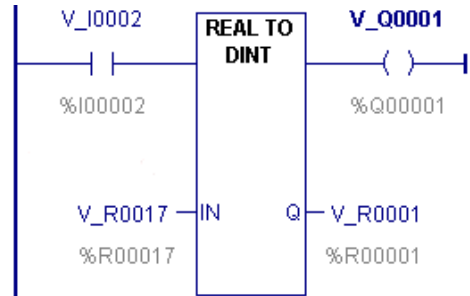 V_I0002
REAL TO
DINT
V_Q0001
%I00002
%Q00001
V_R0017
IN
Q
V_R0001
%R00017
%R00001